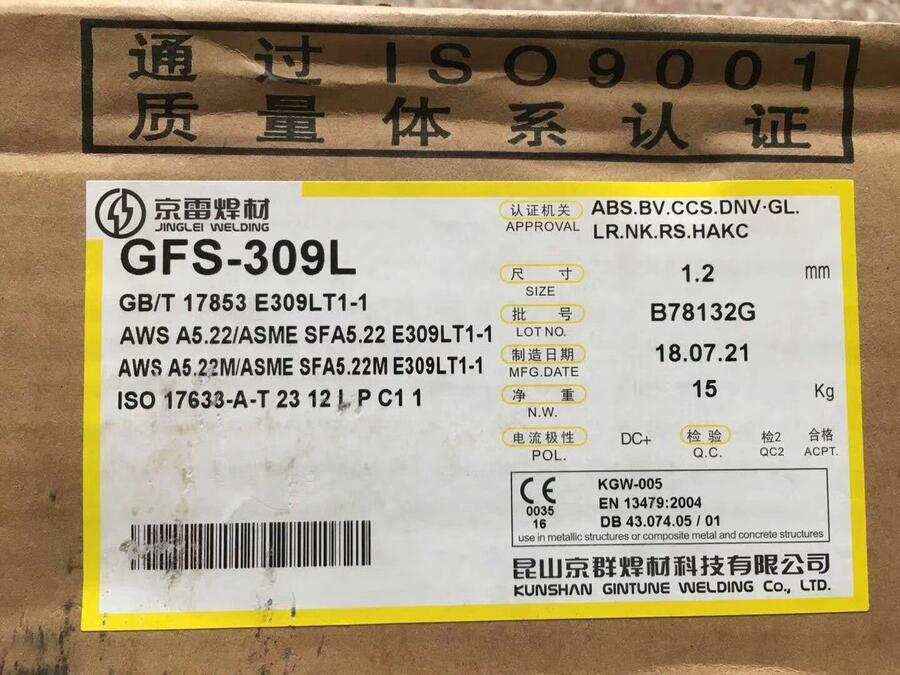 通过ISO9001
质量体系认证
京雷焊材
JINGLEI WELDING
GFS-309L
GB/T 17853 E309LT1-1
AWS A5.22/ASME SFA5.22 E309LT1-1
AWS A5.22M/ASME SFA5.22M E309LT1-1
ISO 17633-A-T 23 12 L P C1 1
认证机关 ABS.BV.CCS.DNV·GL.
APPROVAL LR.NK.RS.HAKC
尺寸 1.2 mm
SIZE
批号 B78132G
LOT NO.
制造日期 18.07.21
MFG.DATE
净重 15 Kg
N.W.
电流极性 DC+ 检验 检2 合格
POL. Q.C. QC2 ACPT.
CE KGW-005
0035 EN 13479:2004
16 DB 43.074.05 / 01
use in metallic structures or composite metal and concrete structures
昆山京群焊材科技有限公司
KUNSHAN GINTUNE WELDING Co., LTD.